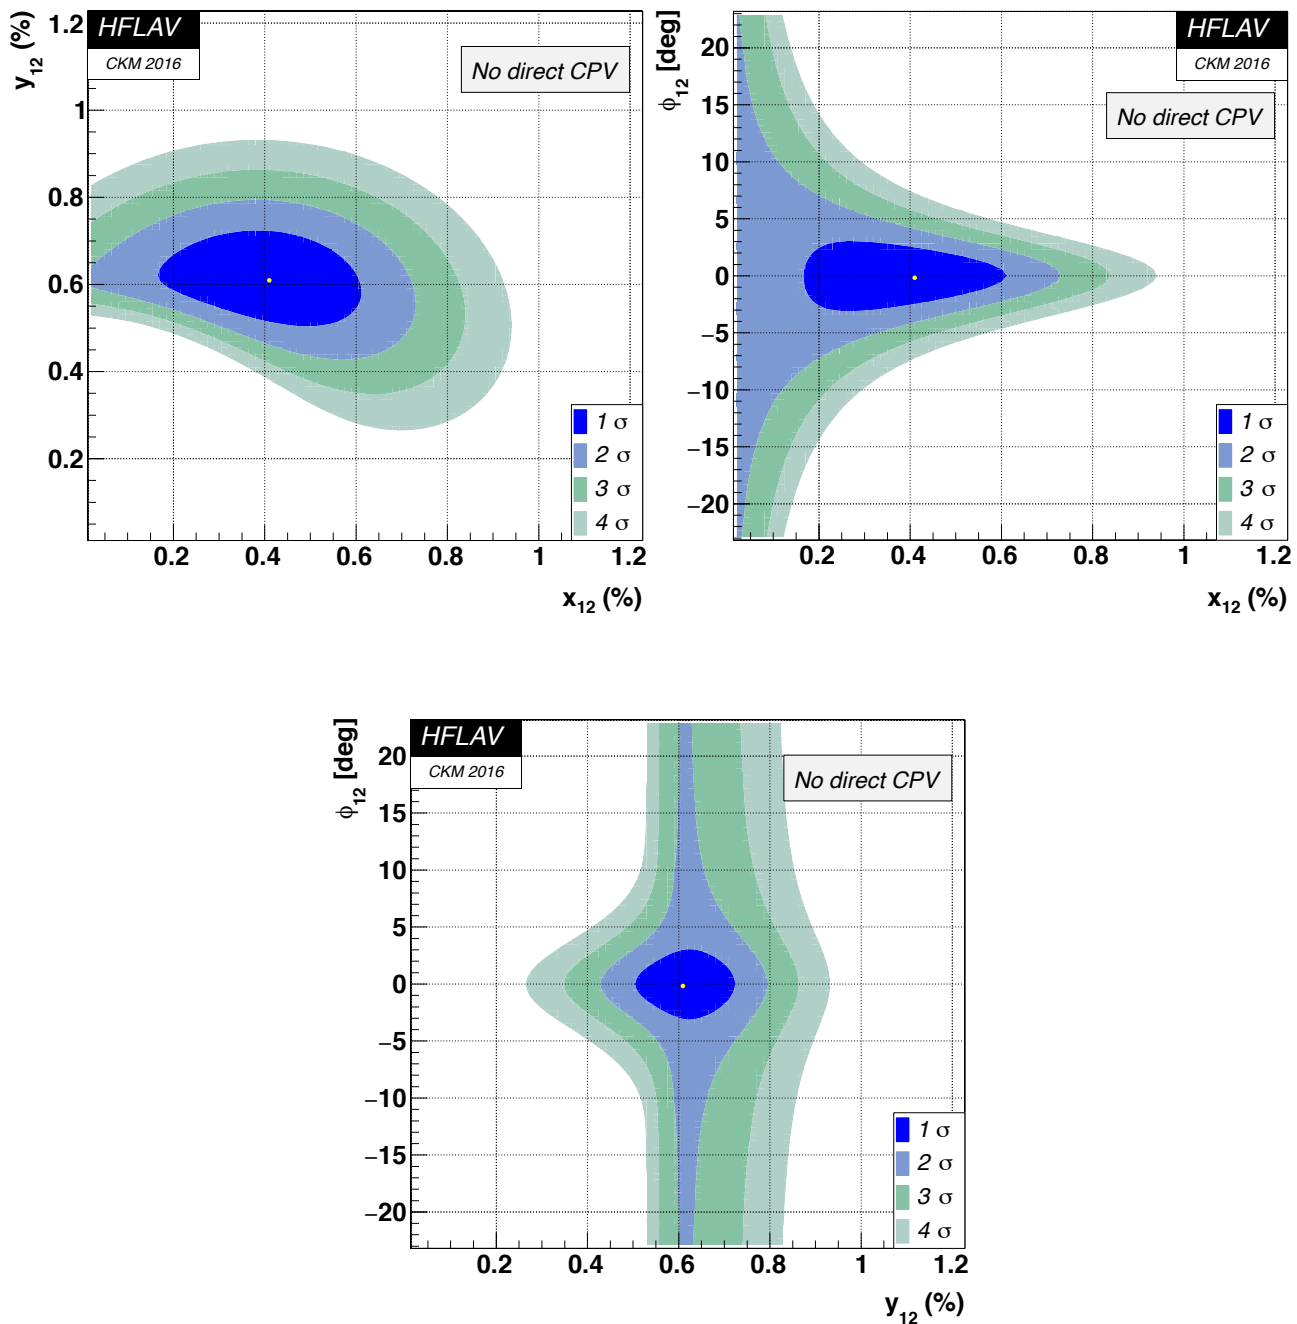 y12 (%)
HFLAV
CKM 2016
No direct CPV
1.2
1
0.8
0.6
0.4
0.2
1 σ
2 σ
3 σ
4 σ
0.2 0.4 0.6 0.8 1 1.2
x12 (%)
ϕ12 [deg]
HFLAV
CKM 2016
No direct CPV
20
15
10
5
0
−5
−10
−15
−20
1 σ
2 σ
3 σ
4 σ
0.2 0.4 0.6 0.8 1 1.2
x12 (%)
ϕ12 [deg]
HFLAV
CKM 2016
No direct CPV
20
15
10
5
0
−5
−10
−15
−20
1 σ
2 σ
3 σ
4 σ
0.2 0.4 0.6 0.8 1 1.2
y12 (%)